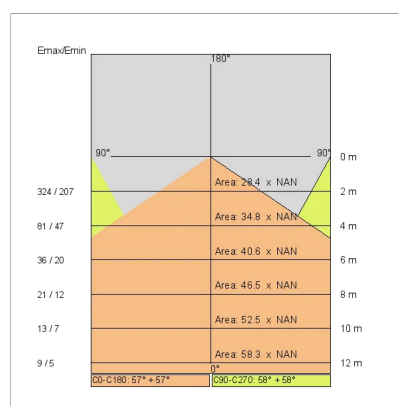 Emax/Emin
180°
90°
90°
0 m
Area: 28.4 x NAN
324 / 207
2 m
Area: 34.8 x NAN
81 / 47
4 m
Area: 40.6 x NAN
36 / 20
6 m
Area: 46.5 x NAN
21 / 12
8 m
Area: 52.5 x NAN
13 / 7
10 m
Area: 58.3 x NAN
9 / 5
12 m
0°
C0-C180: 57° + 57°
C90-C270: 58° + 58°